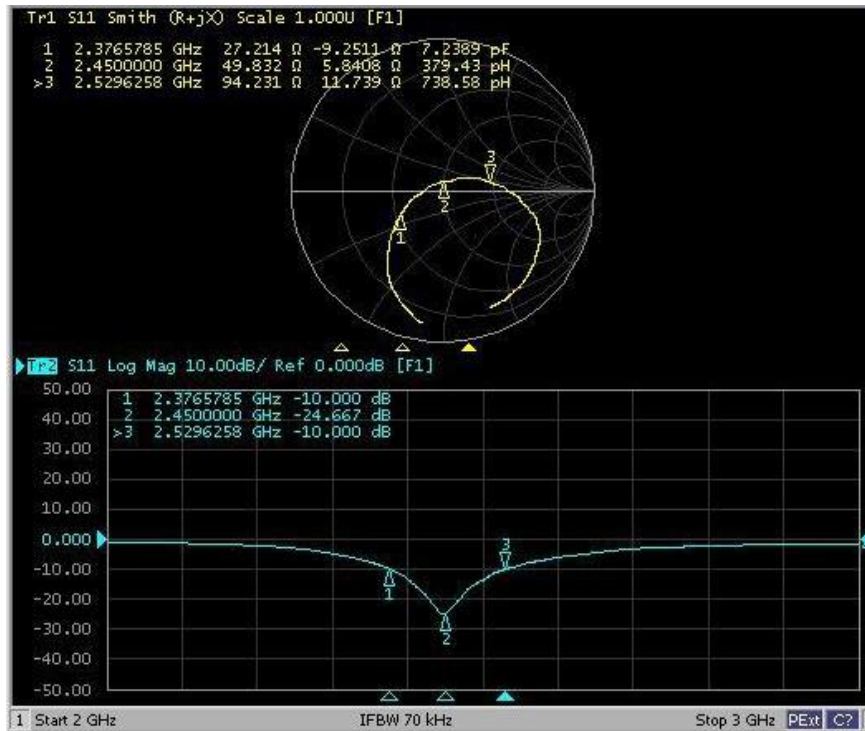 Tr1 S11 Smith (R+jX) Scale 1.000U [F1]
1 2.3765785 GHz 27.214 Ω -9.2511 Ω 7.2389 pF
2 2.4500000 GHz 49.832 Ω 5.8408 Ω 379.43 pH
>3 2.5296258 GHz 94.231 Ω 11.739 Ω 738.58 pH
3
2
1
Tr2 S11 Log Mag 10.00dB/ Ref 0.000dB [F1]
50.00
1 2.3765785 GHz -10.000 dB
40.00
2 2.4500000 GHz -24.667 dB
>3 2.5296258 GHz -10.000 dB
30.00
20.00
10.00
0.000
3
-10.00
1
-20.00
-30.00
2
-40.00
-50.00
1 Start 2 GHz IFBW 70 kHz Stop 3 GHz PExt C?